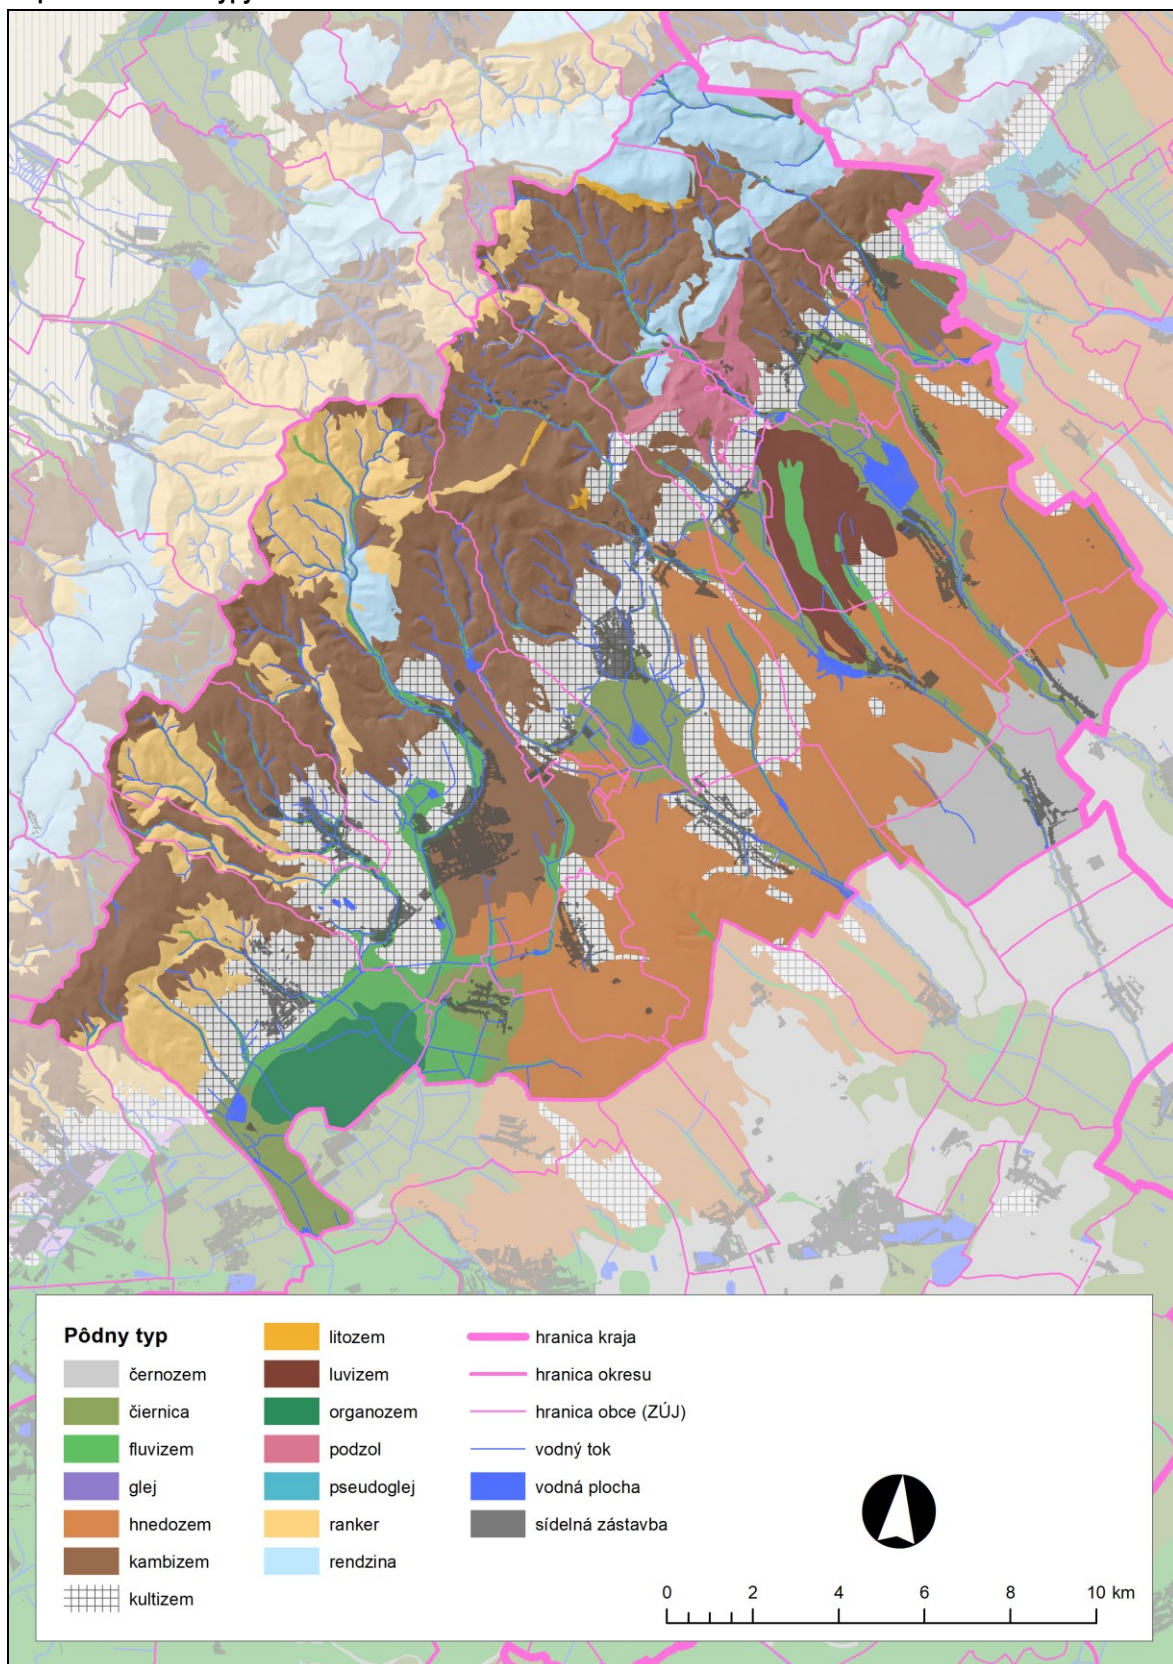 Pôdny typ
černozem
čiernica
fluvizem
glej
hnedozem
kambizem
kultizem
litozem
luvizem
organozem
podzol
pseudoglej
ranker
rendzina
hranica kraja
hranica okresu
hranica obce (ZÚJ)
vodný tok
vodná plocha
sídelná zástavba
0 2 4 6 8 10 km